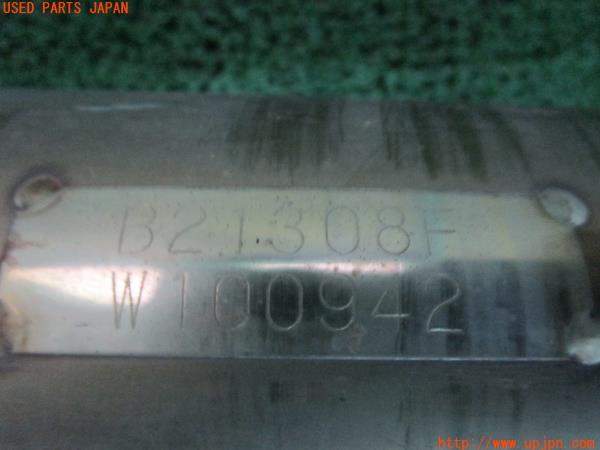 USED PARTS JAPAN
B21308F
W100942
http://www.upjpn.com